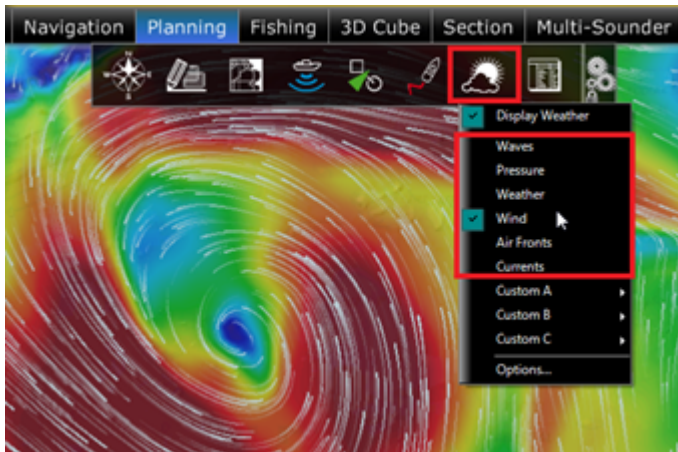 Navigation Planning Fishing 3D Cube Section Multi-Sounder
Display Weather
Waves
Pressure
Weather
Wind
Air Fronts
Currents
Custom A
Custom B
Custom C
Options...